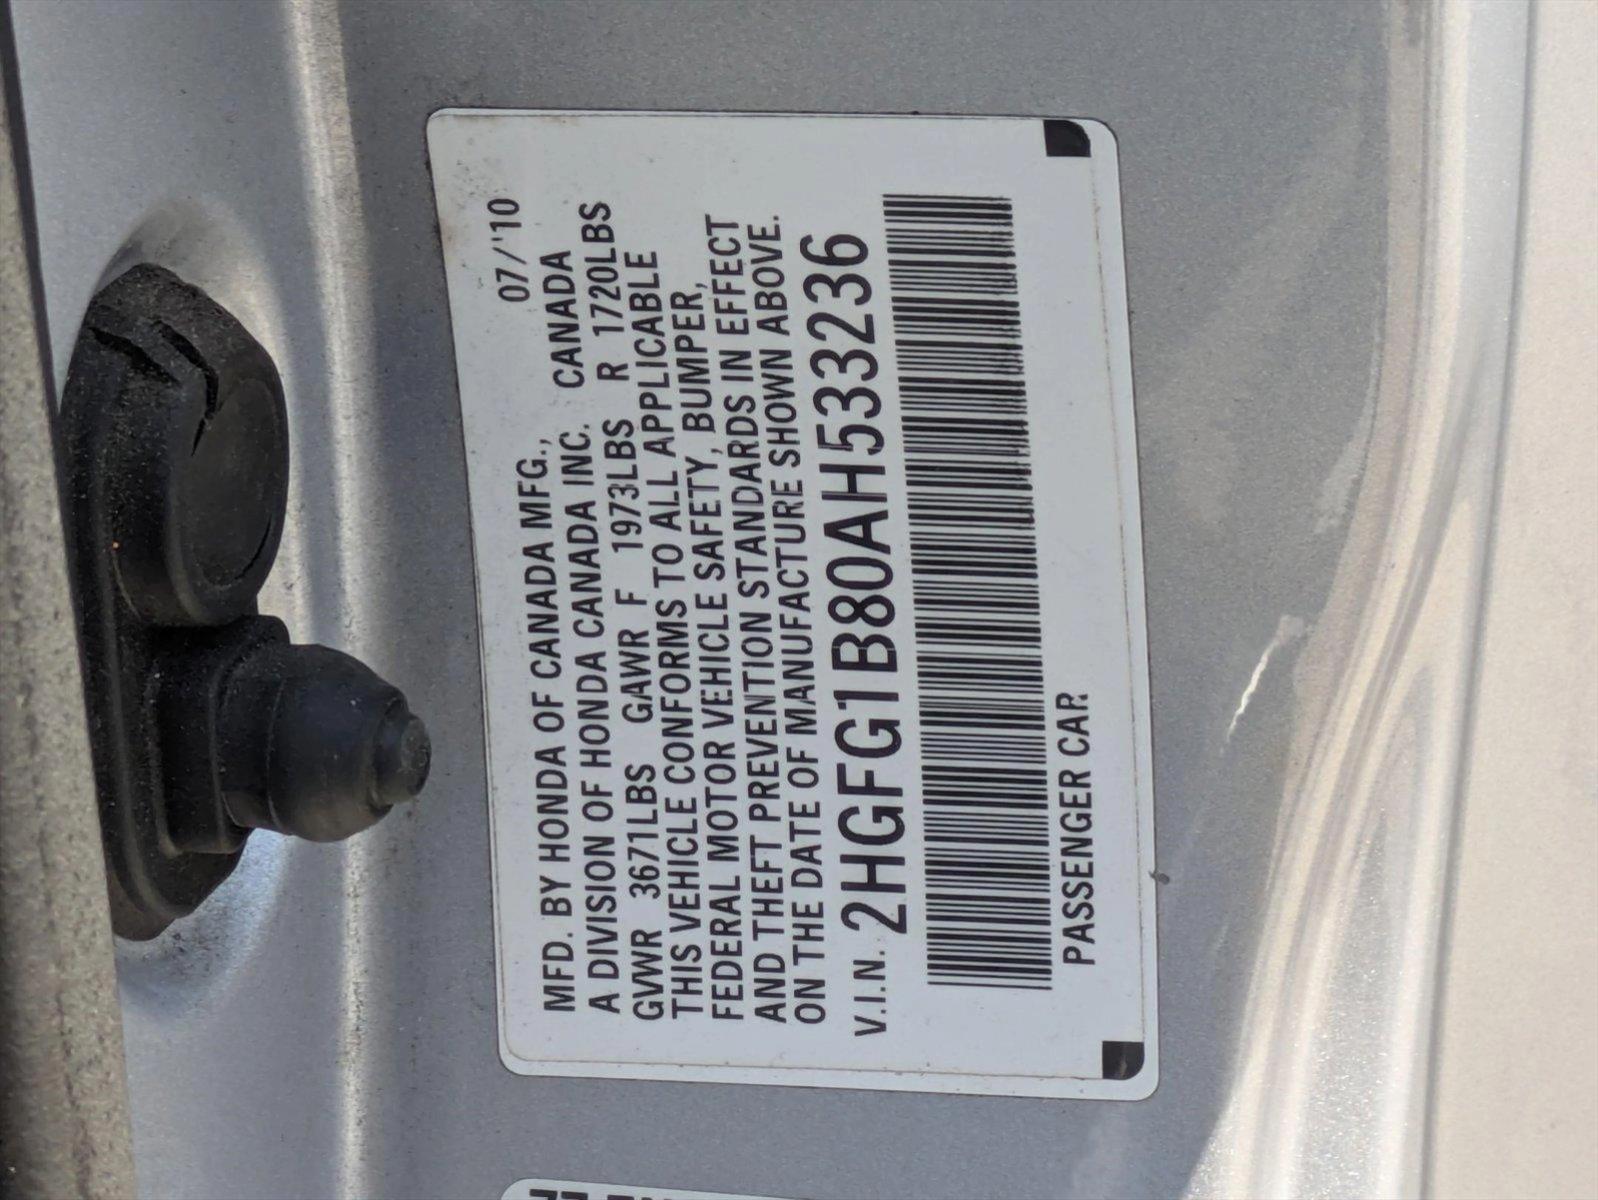 07/'10
MFD. BY HONDA OF CANADA MFG.,
A DIVISION OF HONDA CANADA INC. CANADA
GVWR 3671LBS GAWR F 1973LBS R 1720LBS
THIS VEHICLE CONFORMS TO ALL APPLICABLE
FEDERAL MOTOR VEHICLE SAFETY, BUMPER,
AND THEFT PREVENTION STANDARDS IN EFFECT
ON THE DATE OF MANUFACTURE SHOWN ABOVE.
V.I.N. 2HGFG1B80AH533236
PASSENGER CAR